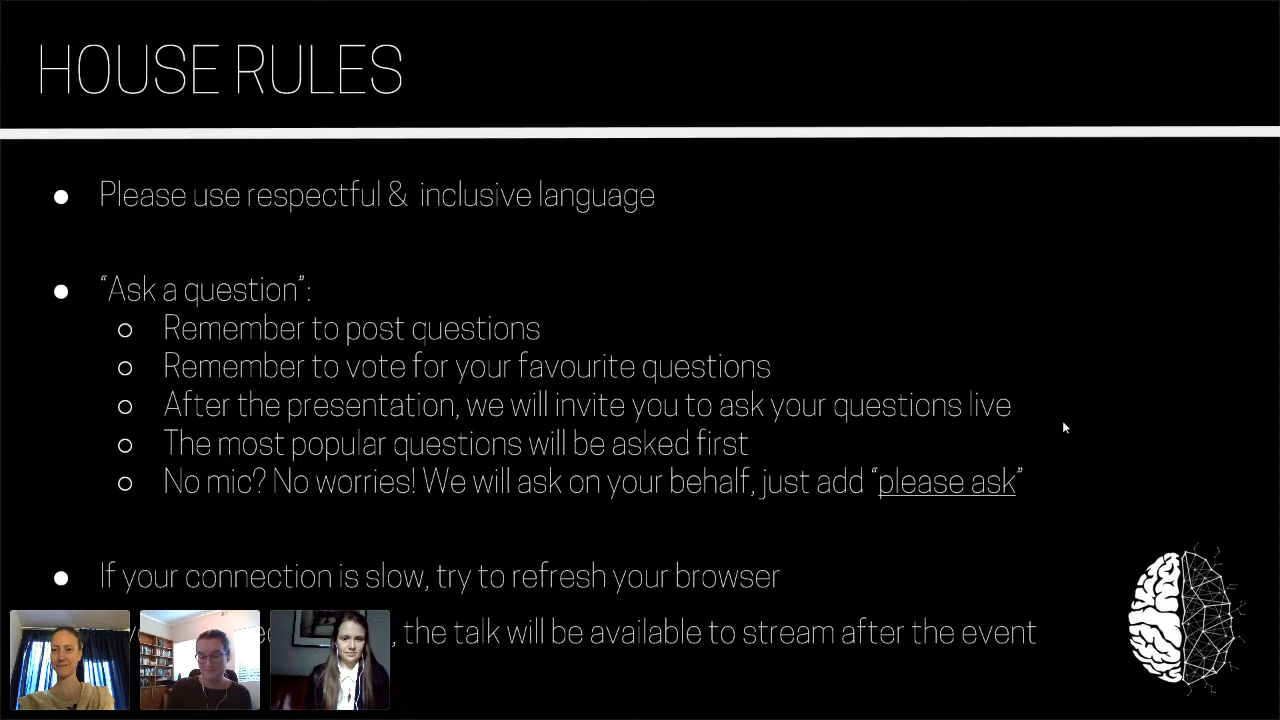 HOUSE RULES
Please use respectful & inclusive language
“Ask a question”:
Remember to post questions
Remember to vote for your favourite questions
After the presentation, we will invite you to ask your questions live
The most popular questions will be asked first
No mic? No worries! We will ask on your behalf, just add “please ask”
If your connection is slow, try to refresh your browser
, the talk will be available to stream after the event